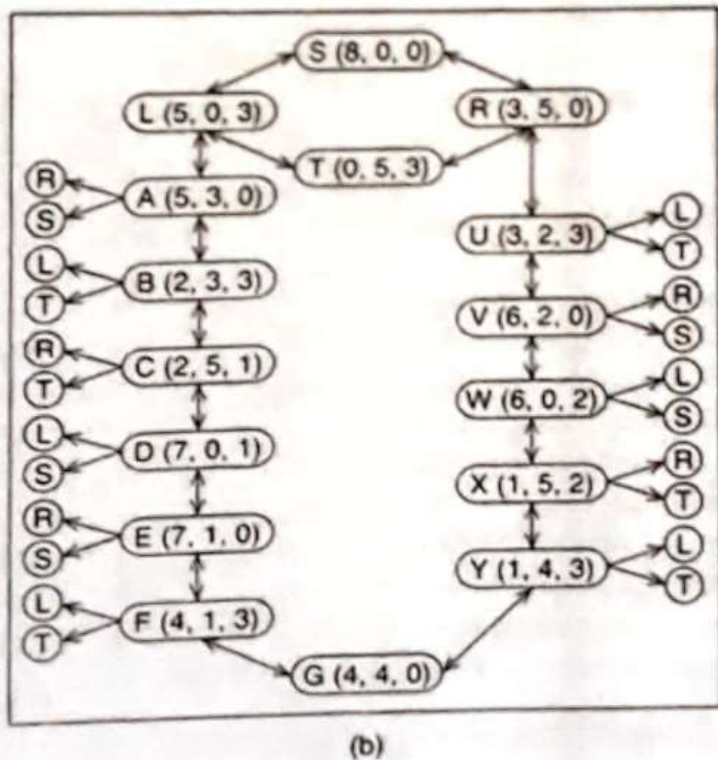 S (8, 0, 0)
L (5, 0, 3)
R (3, 5, 0)
T (0, 5, 3)
R
A (5, 3, 0)
S
U (3, 2, 3)
L
T
L
B (2, 3, 3)
T
V (6, 2, 0)
R
S
R
C (2, 5, 1)
T
W (6, 0, 2)
L
S
L
D (7, 0, 1)
S
X (1, 5, 2)
R
T
R
E (7, 1, 0)
S
Y (1, 4, 3)
L
T
L
F (4, 1, 3)
T
G (4, 4, 0)
(b)